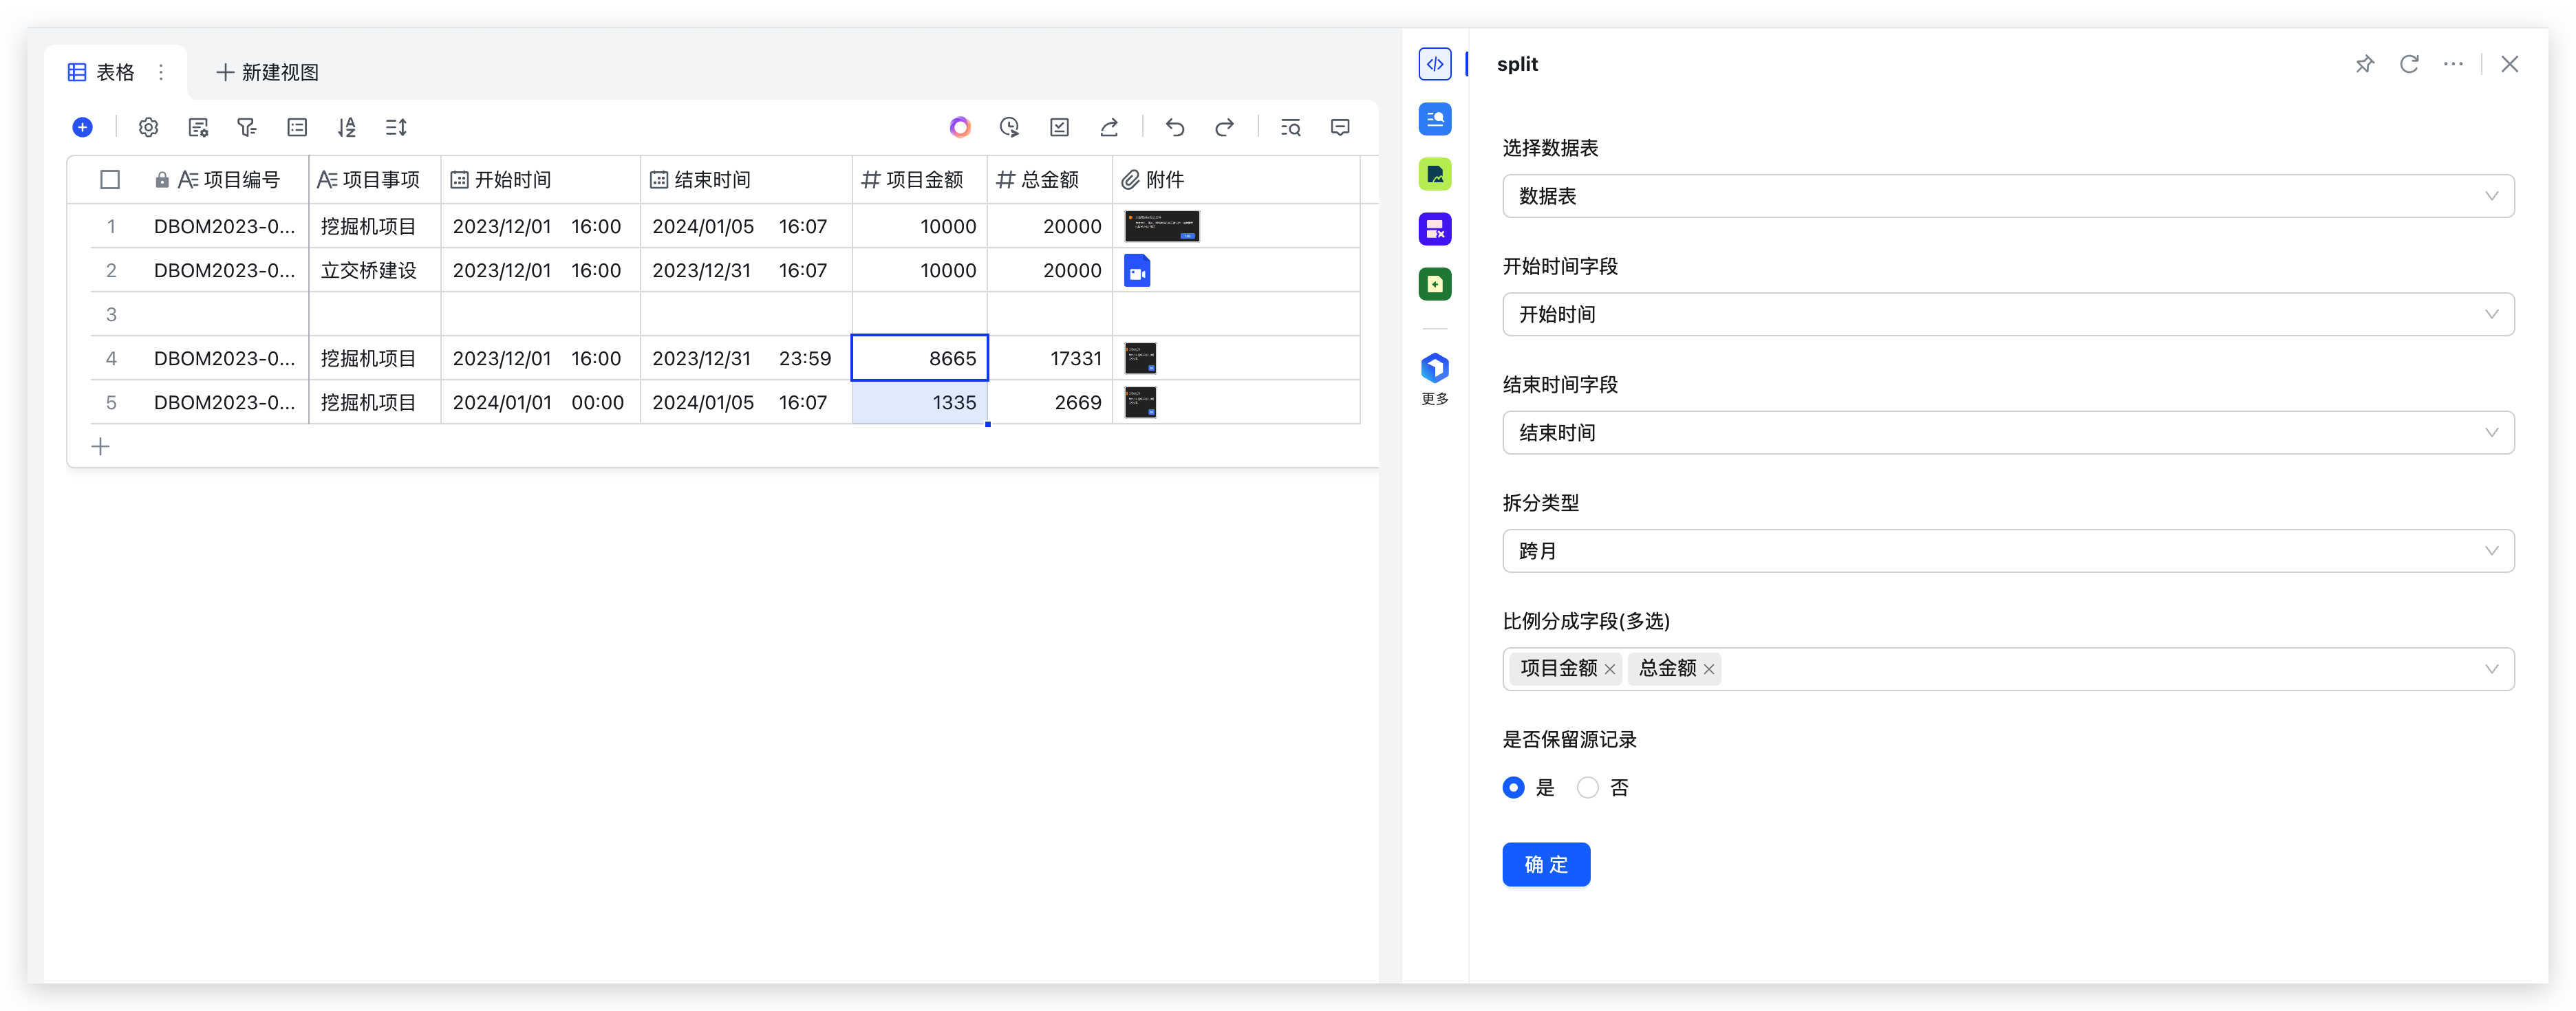 表格
新建视图
项目编号 项目事项 开始时间 结束时间 项目金额 总金额 附件
1 DBOM2023-0... 挖掘机项目 2023/12/01 16:00 2024/01/05 16:07 10000 20000
2 DBOM2023-0... 立交桥建设 2023/12/01 16:00 2023/12/31 16:07 10000 20000
3
4 DBOM2023-0... 挖掘机项目 2023/12/01 16:00 2023/12/31 23:59 8665 17331
5 DBOM2023-0... 挖掘机项目 2024/01/01 00:00 2024/01/05 16:07 1335 2669
更多
split
选择数据表
数据表
开始时间字段
开始时间
结束时间字段
结束时间
拆分类型
跨月
比例分成字段(多选)
项目金额 总金额
是否保留源记录
是 否
确 定